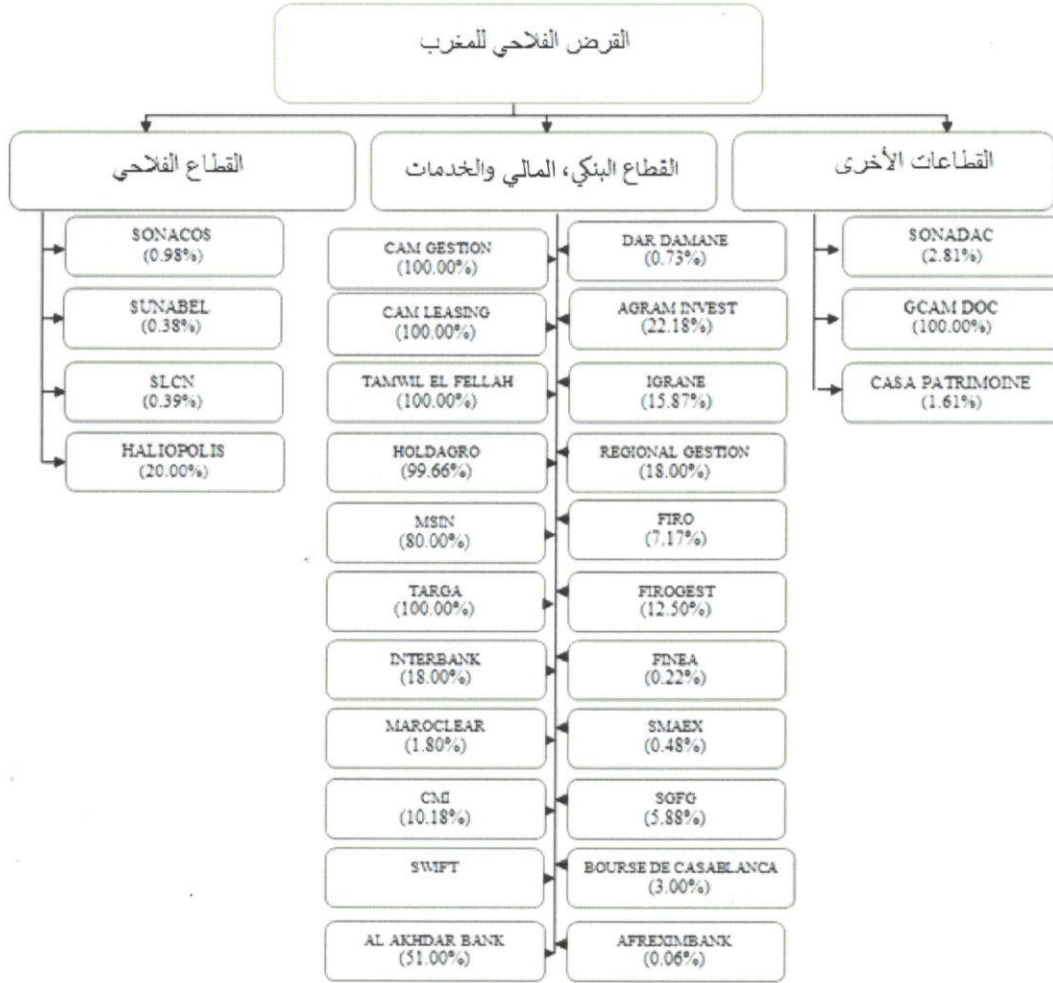 القرض الفلاحي للمغرب
القطاع الفلاحي
القطاع البنكي، المالي والخدمات
القطاعات الأخرى
SONACOS
(0.98%)
SUNABEL
(0.38%)
SLCN
(0.39%)
HALIOPOLIS
(20.00%)
CAM GESTION
(100.00%)
CAM LEASING
(100.00%)
TAMWIL EL FELLAH
(100.00%)
HOLDAGRO
(99.66%)
MSIN
(80.00%)
TARGA
(100.00%)
INTERBANK
(18.00%)
MAROCLEAR
(1.80%)
CMI
(10.18%)
SWIFT
AL AKHDAR BANK
(51.00%)
DAR DAMANE
(0.73%)
AGRAM INVEST
(22.18%)
IGRANE
(15.87%)
REGIONAL GESTION
(18.00%)
FIRO
(7.17%)
FIROGEST
(12.50%)
FINEA
(0.22%)
SMAEX
(0.48%)
SGFG
(5.88%)
BOURSE DE CASABLANCA
(3.00%)
AFREXIMBANK
(0.06%)
SONADAC
(2.81%)
GCAM DOC
(100.00%)
CASA PATRIMOINE
(1.61%)